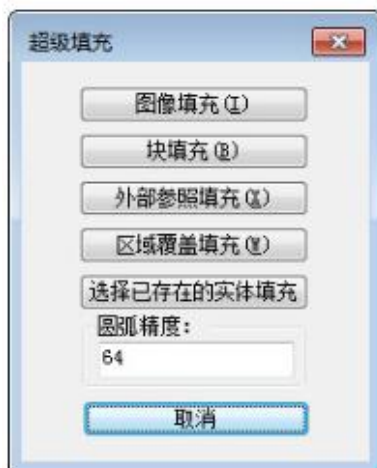 超级填充
图像填充(I)
块填充(B)
外部参照填充(X)
区域覆盖填充(W)
选择已存在的实体填充
圆弧精度:
64
取消